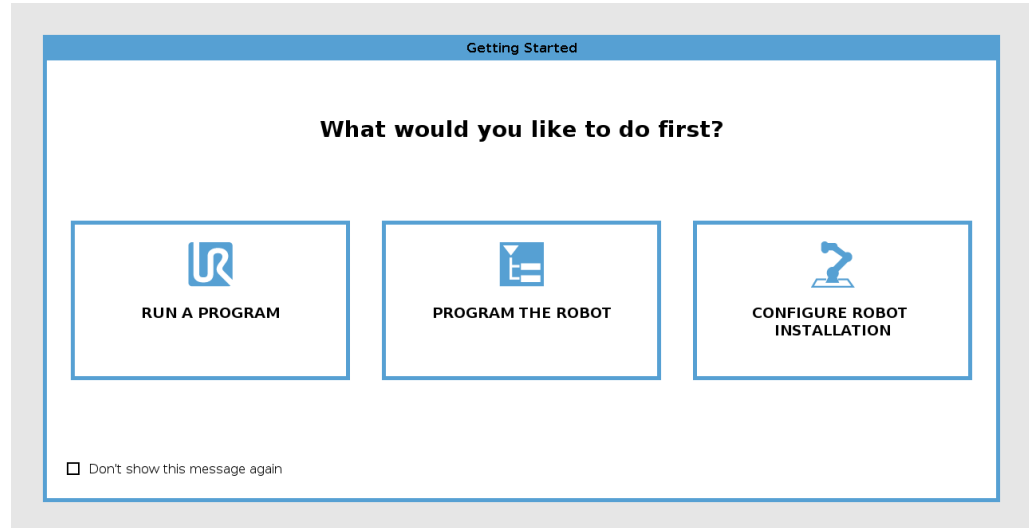 Getting Started
What would you like to do first?
RUN A PROGRAM
PROGRAM THE ROBOT
CONFIGURE ROBOT
INSTALLATION
Don't show this message again